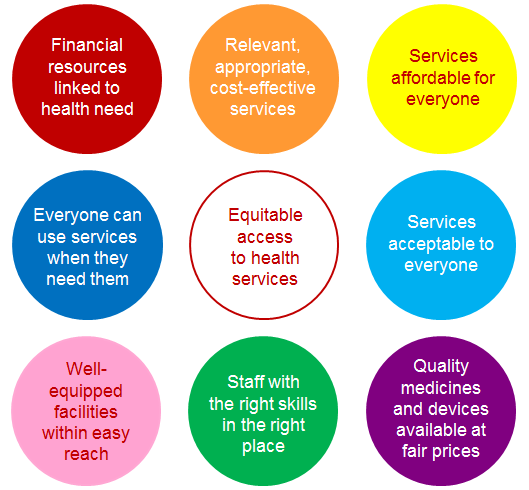 Financial
resources
linked to
health need
Relevant,
appropriate,
cost-effective
services
Services
affordable for
everyone
Everyone can
use services
when they
need them
Equitable
access
to health
services
Services
acceptable to
everyone
Well-
equipped
facilities
within easy
reach
Staff with
the right skills
in the right
place
Quality
medicines
and devices
available at
fair prices